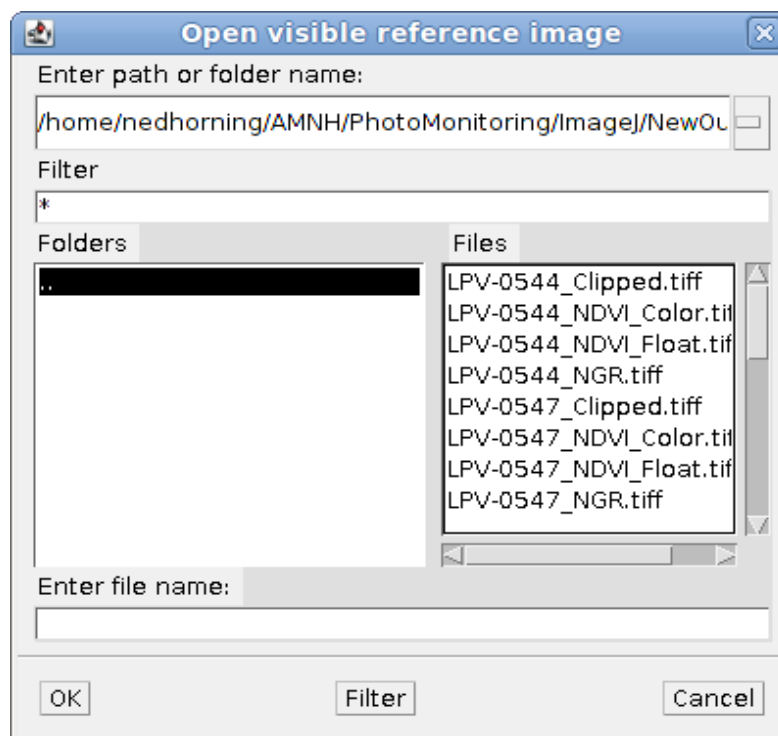 Open visible reference image
Enter path or folder name:
/home/nedhorning/AMNH/PhotoMonitoring/ImageJ/NewOu
Filter
*
Folders
Files
..
LPV-0544_Clipped.tiff
LPV-0544_NDVI_Color.tif
LPV-0544_NDVI_Float.tif
LPV-0544_NGR.tiff
LPV-0547_Clipped.tiff
LPV-0547_NDVI_Color.tif
LPV-0547_NDVI_Float.tif
LPV-0547_NGR.tiff
Enter file name:
OK
Filter
Cancel